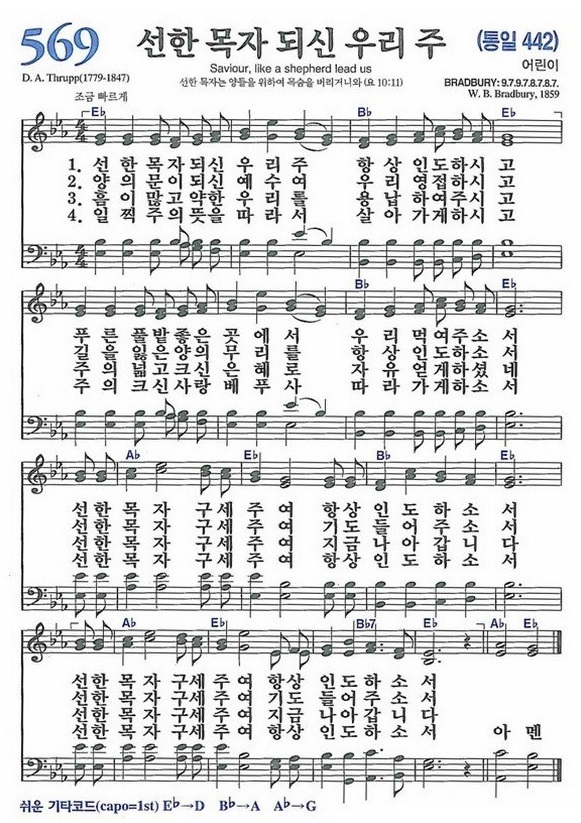 569 선한 목자 되신 우리 주 (통일 442)
Saviour, like a shepherd lead us 어린이
D. A. Thrupp(1779-1847) 선한 목자는 양들을 위하여 목숨을 버리거니와 (요 10:11) BRADBURY: 9.7.9.7.8.7.8.7.
조금 빠르게 W. B. Bradbury, 1859
E♭ B♭ E♭
1. 선 한 목 자 되 신 우 리 주 항 상 인 도 하 시 고
2. 양 의 문 이 되 신 예 수 여 우 리 영 접 하 시 고
3. 흠 이 많 고 약 한 우 리 를 용 납 하 여 주 시 고
4. 일 찍 주 의 뜻 을 따 라 서 살 아 가 게 하 시 고
B♭ E♭
푸 른 풀 밭 좋 은 곳 에 서 우 리 먹 여 주 소 서
길 을 잃 은 양 의 무 리 를 항 상 인 도 하 소 서
주 의 넓 고 크 신 은 혜 로 자 유 얻 게 하 셨 네
주 의 크 신 사 랑 베 푸 사 따 라 가 게 하 소 서
A♭ E♭ B♭ E♭
선 한 목 자 구 세 주 여 항 상 인 도 하 소 서
선 한 목 자 구 세 주 여 기 도 들 어 주 소 서
선 한 목 자 구 세 주 여 지 금 나 아 갑 니 다
선 한 목 자 구 세 주 여 항 상 인 도 하 소 서
A♭ E♭ B♭7 E♭ A♭ E♭
선 한 목 자 구 세 주 여 항 상 인 도 하 소 서
선 한 목 자 구 세 주 여 기 도 들 어 주 소 서
선 한 목 자 구 세 주 여 지 금 나 아 갑 니 다
선 한 목 자 구 세 주 여 항 상 인 도 하 소 서 아 멘
쉬운 기타코드(capo=1st) E♭→D B♭→A A♭→G